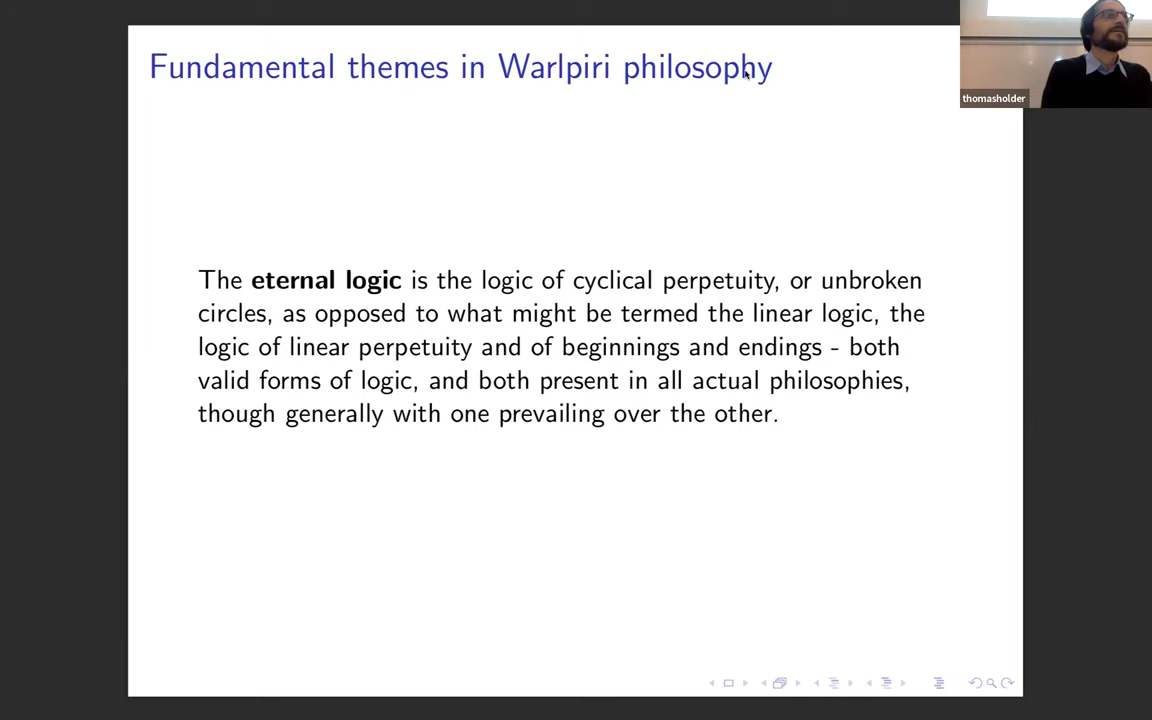 Fundamental themes in Warlpiri philosophy
thomasholder
The eternal logic is the logic of cyclical perpetuity, or unbroken
circles, as opposed to what might be termed the linear logic, the
logic of linear perpetuity and of beginnings and endings - both
valid forms of logic, and both present in all actual philosophies,
though generally with one prevailing over the other.